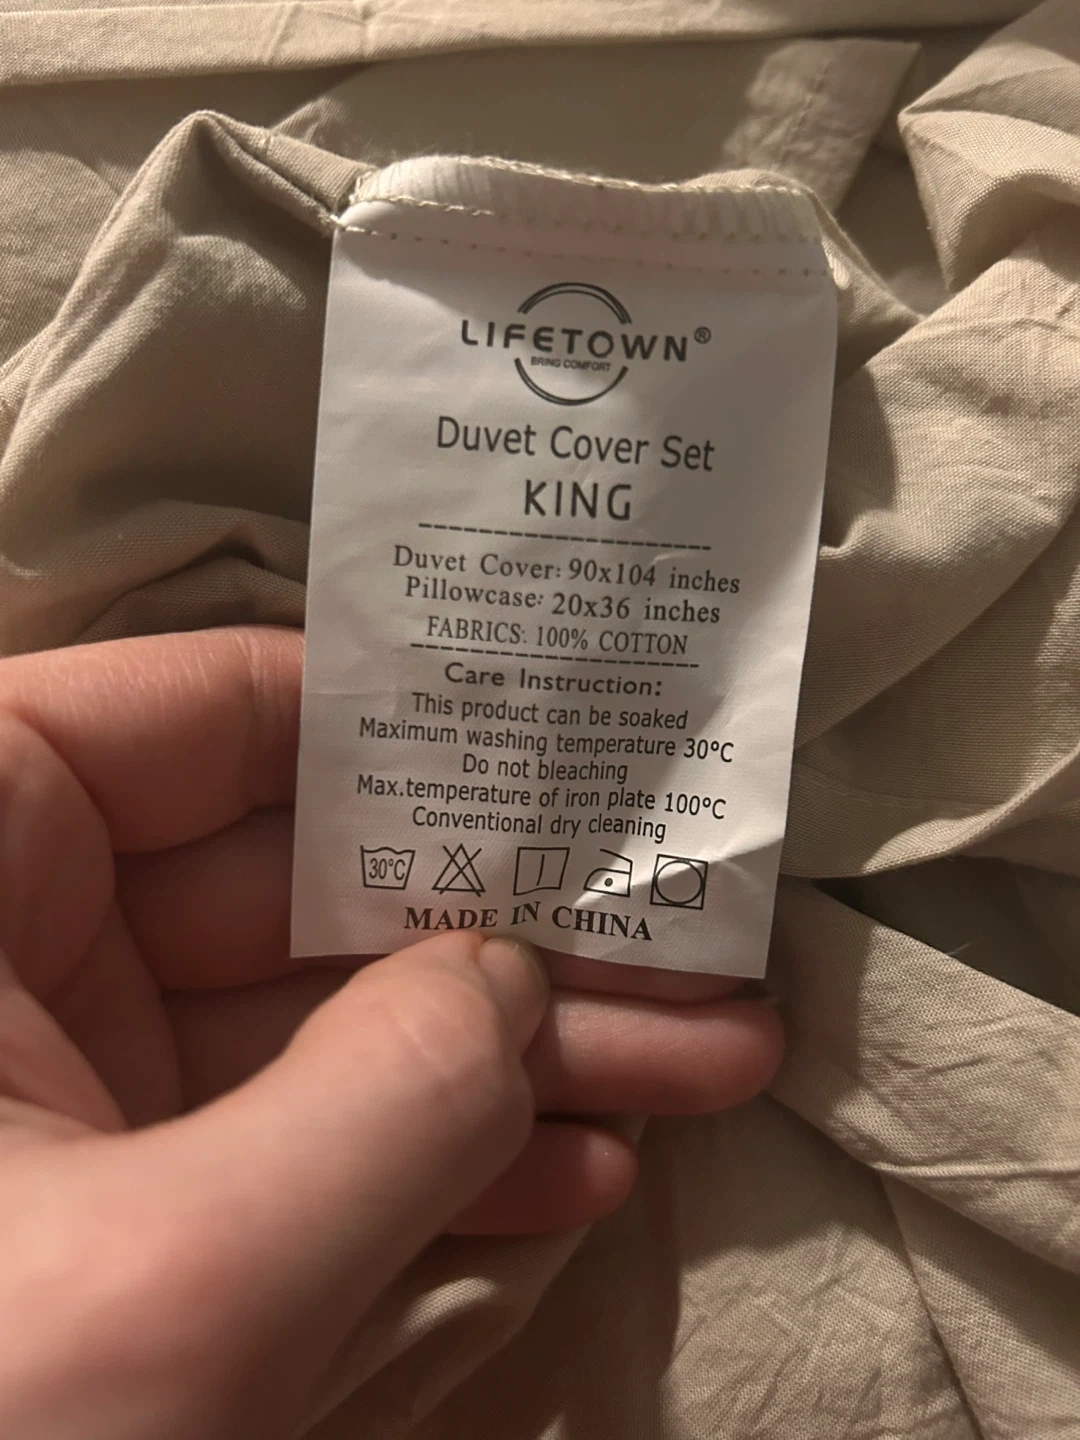 LIFETOWN®
BRING COMFORT
Duvet Cover Set
KING
--------------------
Duvet Cover: 90x104 inches
Pillowcase: 20x36 inches
FABRICS: 100% COTTON
--------------------
Care Instruction:
This product can be soaked
Maximum washing temperature 30°C
Do not bleaching
Max.temperature of iron plate 100°C
Conventional dry cleaning
30°C
MADE IN CHINA